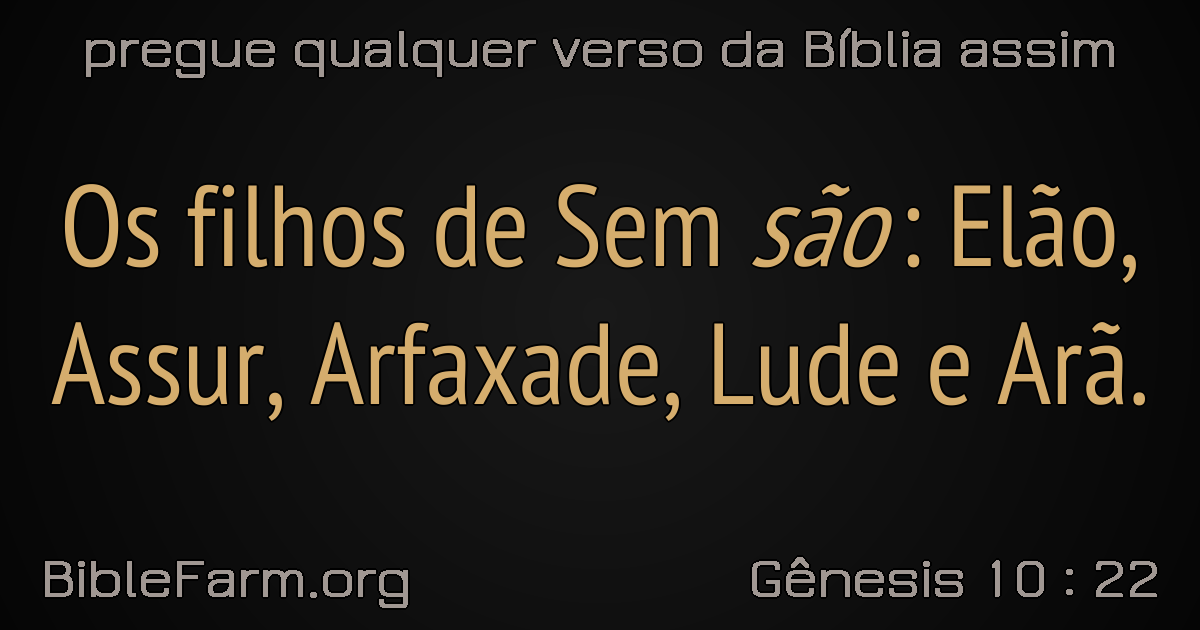 pregue qualquer verso da Bíblia assim
Os filhos de Sem são: Elão,
Assur, Arfaxade, Lude e Arã.
BibleFarm.org
Gênesis 10 : 22